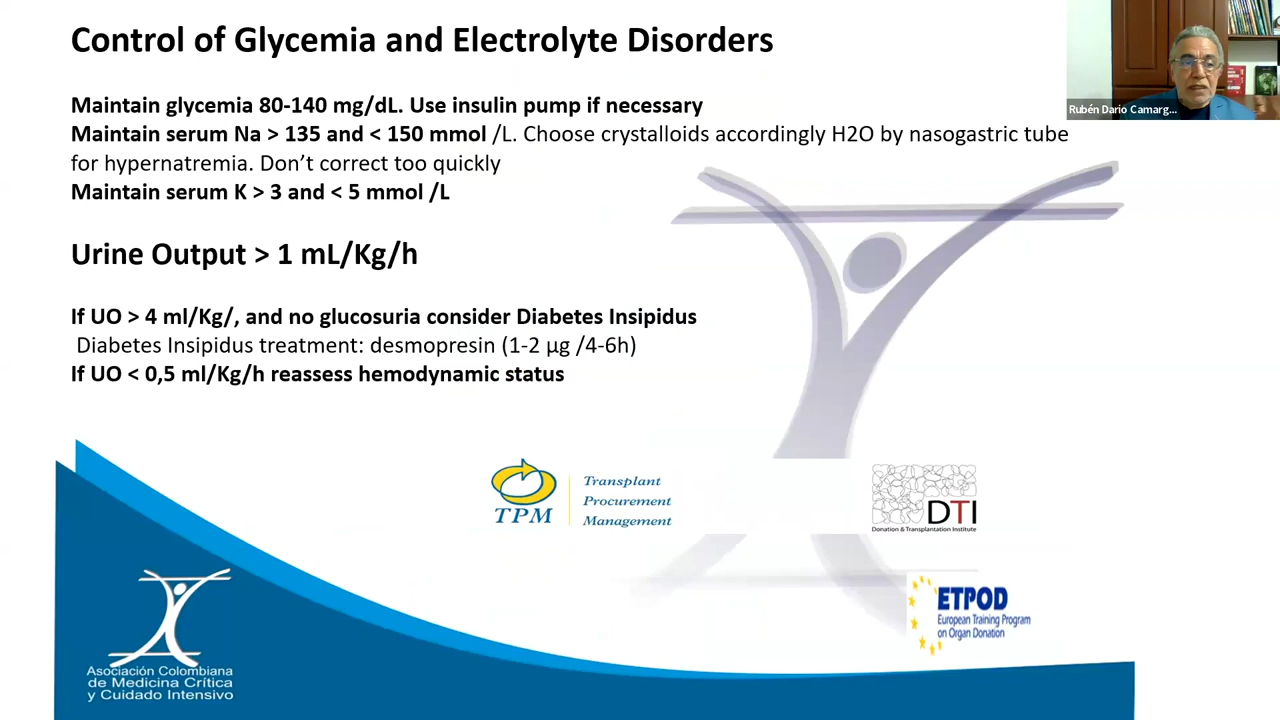 Control of Glycemia and Electrolyte Disorders
Rubén Dario Camarg...
Maintain glycemia 80-140 mg/dL. Use insulin pump if necessary
Maintain serum Na > 135 and < 150 mmol /L. Choose crystalloids accordingly H2O by nasogastric tube
for hypernatremia. Don't correct too quickly
Maintain serum K > 3 and < 5 mmol /L
Urine Output > 1 mL/Kg/h
If UO > 4 ml/Kg/, and no glucosuria consider Diabetes Insipidus
Diabetes Insipidus treatment: desmopresin (1-2 µg /4-6h)
If UO < 0,5 ml/Kg/h reassess hemodynamic status
TPM
Transplant
Procurement
Management
DTI
Donation & Transplantation Institute
ETPOD
European Training Program
on Organ Donation
Asociación Colombiana
de Medicina Crítica
y Cuidado Intensivo